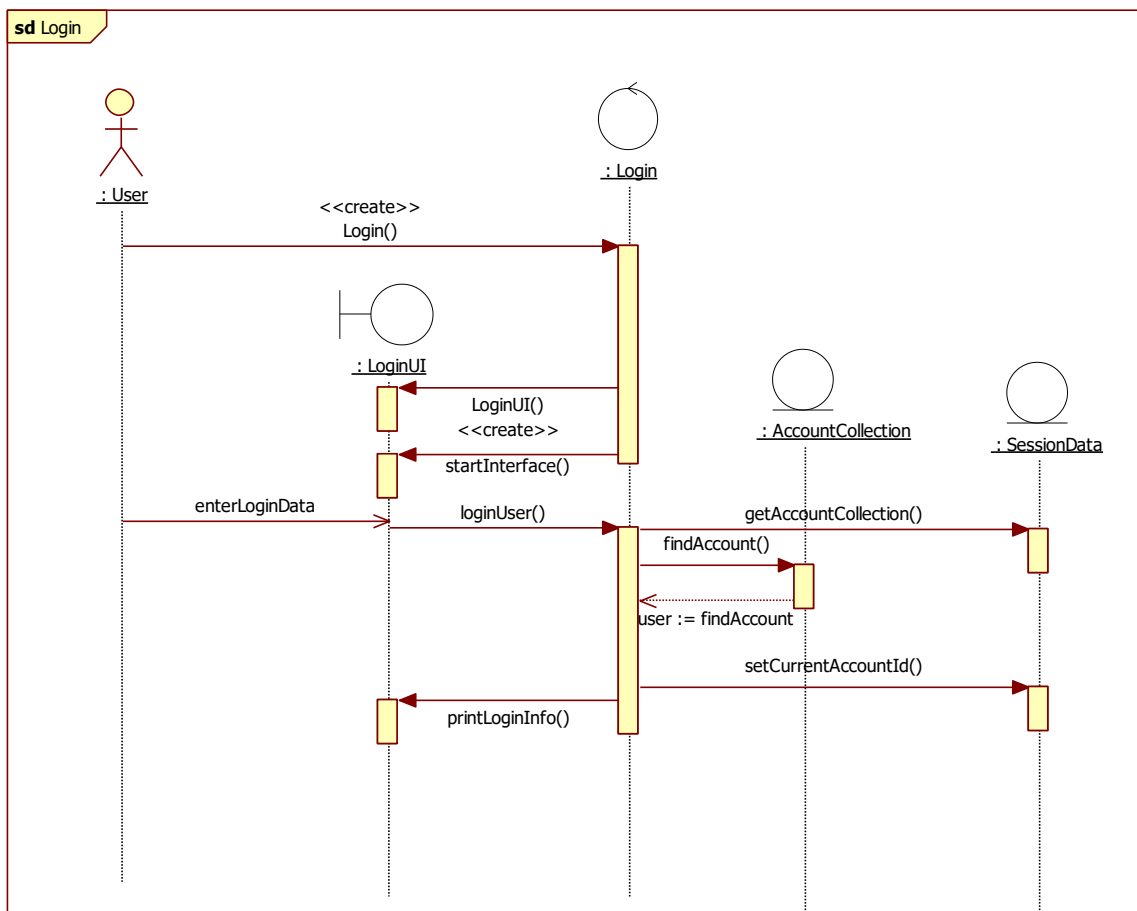 sd Login
: User
: Login
<<create>>
Login()
: LoginUI
LoginUI()
<<create>>
: AccountCollection
: SessionData
startInterface()
enterLoginData
loginUser()
getAccountCollection()
findAccount()
user := findAccount
setCurrentAccountId()
printLoginInfo()